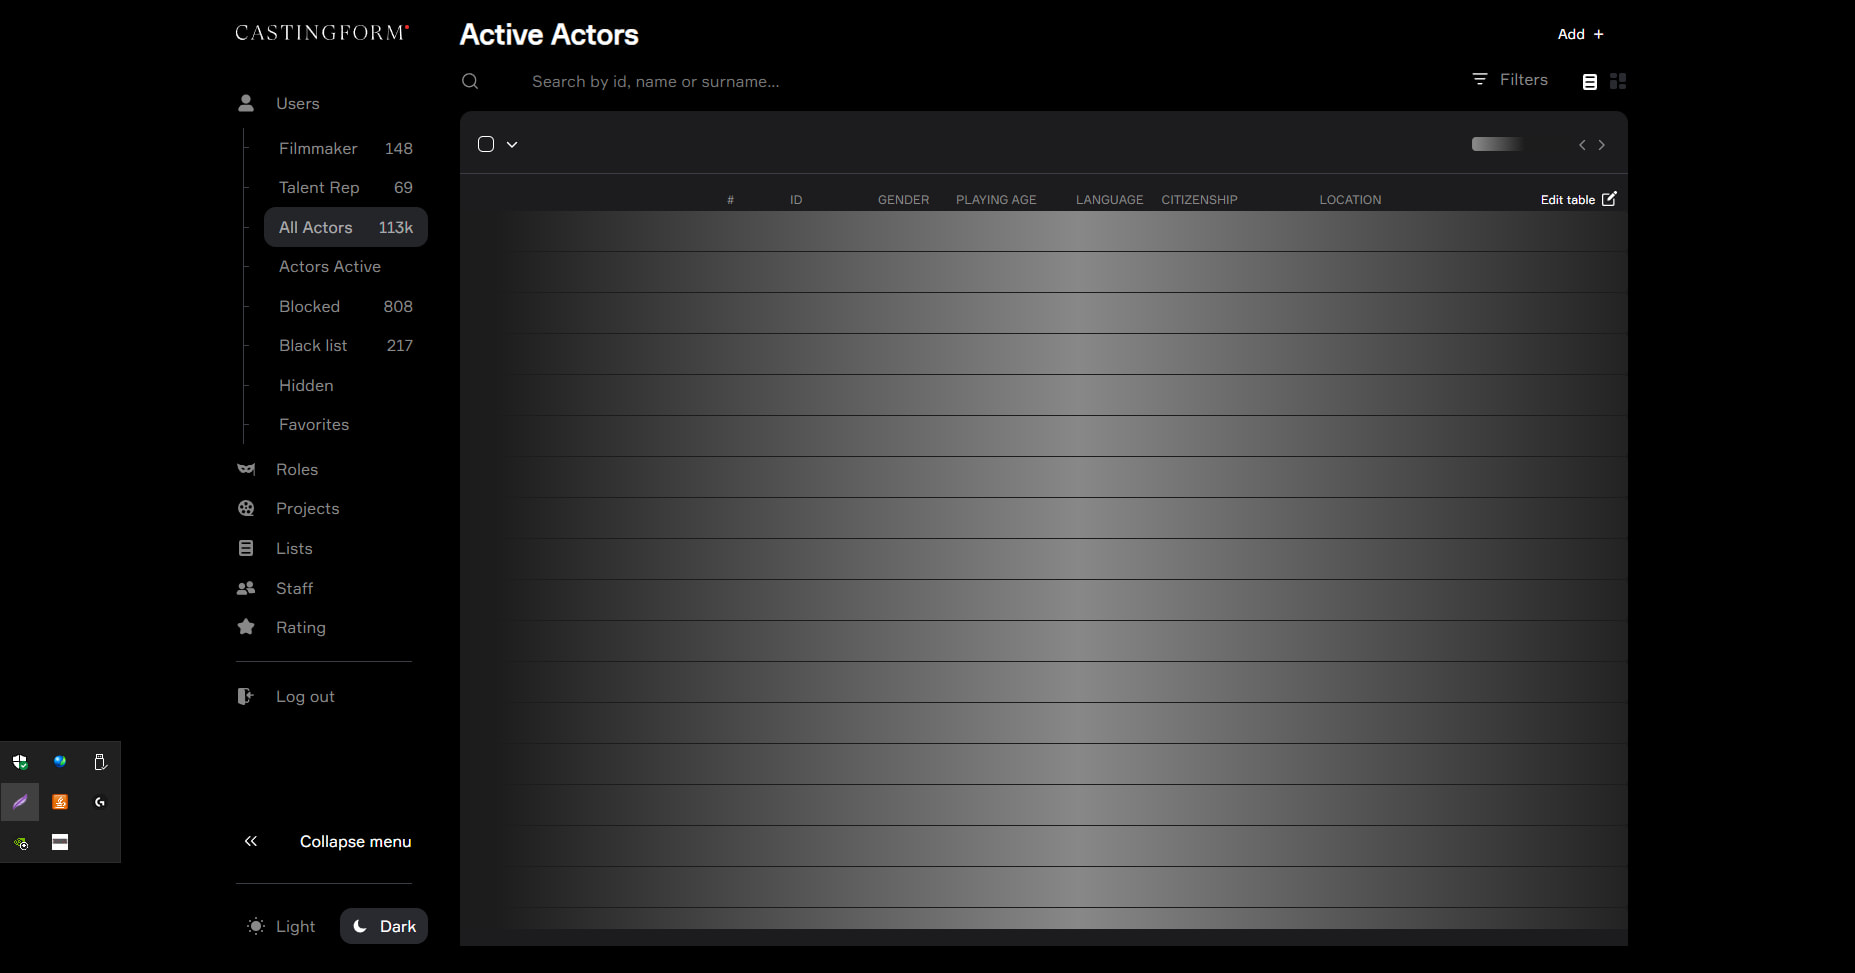 CASTINGFORM
Users
Filmmaker 148
Talent Rep 69
All Actors 113k
Actors Active
Blocked 808
Black list 217
Hidden
Favorites
Roles
Projects
Lists
Staff
Rating
Log out
Collapse menu
Light Dark
Active Actors
Add +
Search by id, name or surname...
Filters
# ID GENDER PLAYING AGE LANGUAGE CITIZENSHIP LOCATION Edit table